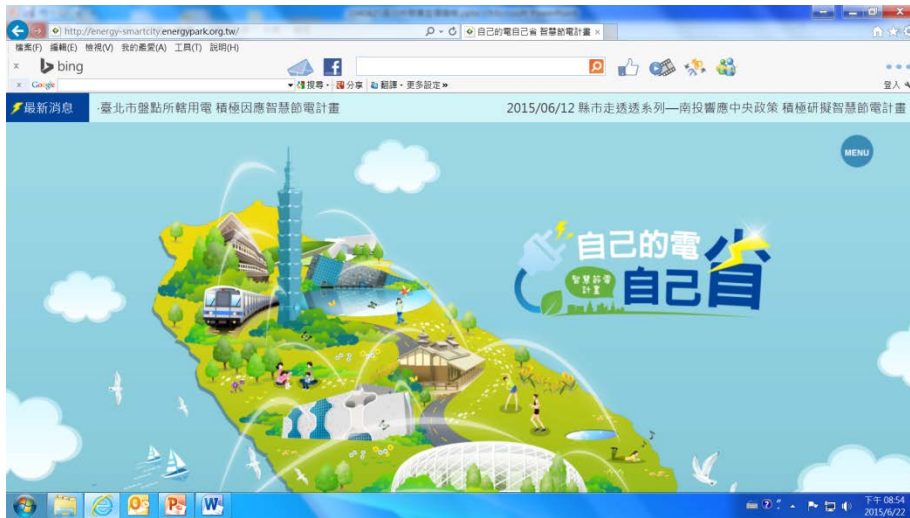 http://energy-smartcity.energypark.org.tw/
自己的電自己省 智慧節電計畫
檔案(F) 編輯(E) 檢視(V) 我的最愛(A) 工具(T) 說明(H)
bing
Google
搜尋 分享 翻譯 更多設定 »
登入
最新消息
臺北市盤點所轄用電 積極因應智慧節電計畫
2015/06/12 縣市走透透系列—南投響應中央政策 積極研擬智慧節電計畫
MENU
自己的電
智慧節電
計畫
自己省
下午 08:54
2015/6/22